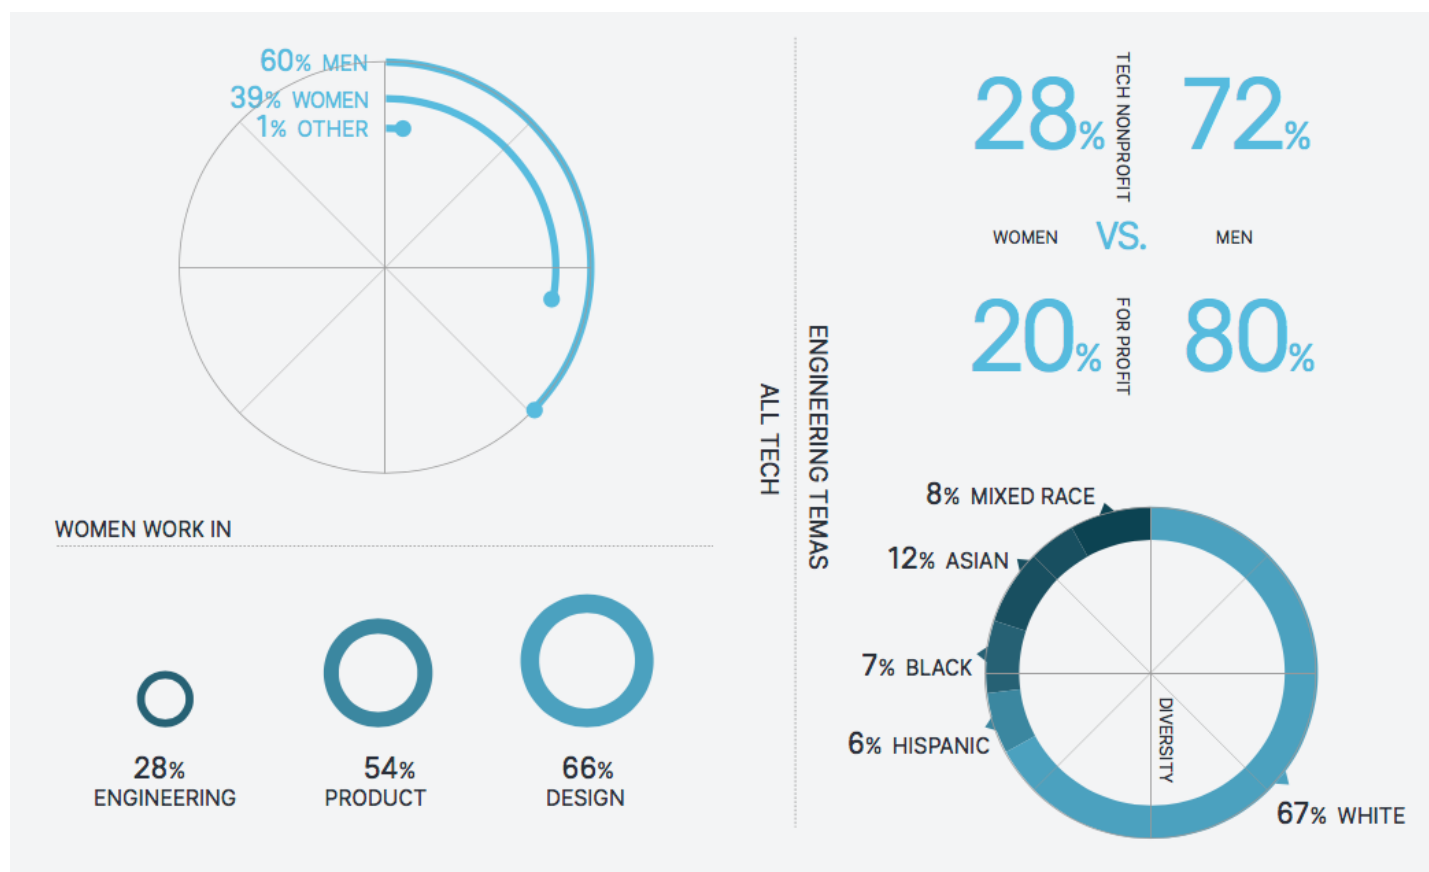 60% MEN
39% WOMEN
1% OTHER
WOMEN WORK IN
28%
ENGINEERING
54%
PRODUCT
66%
DESIGN
ALL TECH
ENGINEERING TEMAS
28%
TECH NONPROFIT
72%
WOMEN
VS.
MEN
20%
FOR PROFIT
80%
8% MIXED RACE
12% ASIAN
7% BLACK
6% HISPANIC
DIVERSITY
67% WHITE